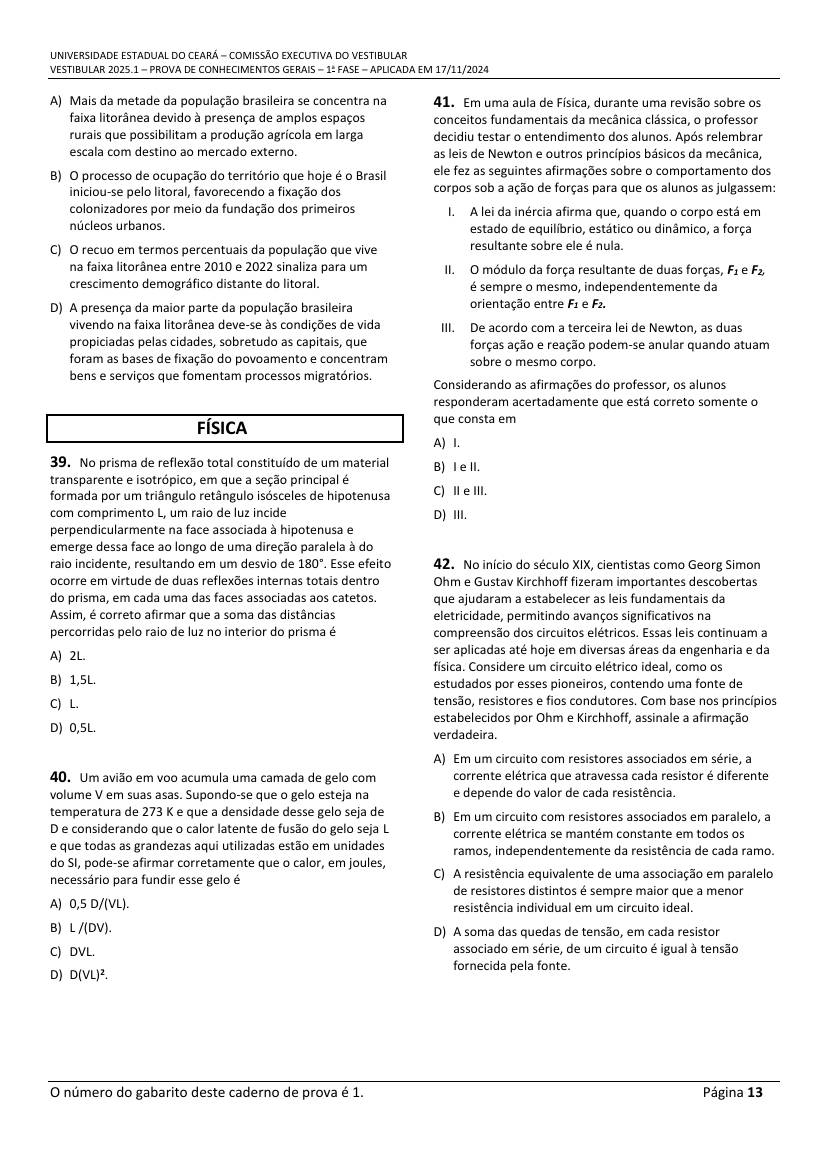 UNIVERSIDADE ESTADUAL DO CEARÁ – COMISSÃO EXECUTIVA DO VESTIBULAR
VESTIBULAR 2025.1 – PROVA DE CONHECIMENTOS GERAIS – 1ª FASE – APLICADA EM 17/11/2024
A) Mais da metade da população brasileira se concentra na
faixa litorânea devido à presença de amplos espaços
rurais que possibilitam a produção agrícola em larga
escala com destino ao mercado externo.
B) O processo de ocupação do território que hoje é o Brasil
iniciou-se pelo litoral, favorecendo a fixação dos
colonizadores por meio da fundação dos primeiros
núcleos urbanos.
C) O recuo em termos percentuais da população que vive
na faixa litorânea entre 2010 e 2022 sinaliza para um
crescimento demográfico distante do litoral.
D) A presença da maior parte da população brasileira
vivendo na faixa litorânea deve-se às condições de vida
propiciadas pelas cidades, sobretudo as capitais, que
foram as bases de fixação do povoamento e concentram
bens e serviços que fomentam processos migratórios.
FÍSICA
39. No prisma de reflexão total constituído de um material
transparente e isotrópico, em que a seção principal é
formada por um triângulo retângulo isósceles de hipotenusa
com comprimento L, um raio de luz incide
perpendicularmente na face associada à hipotenusa e
emerge dessa face ao longo de uma direção paralela à do
raio incidente, resultando em um desvio de 180°. Esse efeito
ocorre em virtude de duas reflexões internas totais dentro
do prisma, em cada uma das faces associadas aos catetos.
Assim, é correto afirmar que a soma das distâncias
percorridas pelo raio de luz no interior do prisma é
A) 2L.
B) 1,5L.
C) L.
D) 0,5L.
40. Um avião em voo acumula uma camada de gelo com
volume V em suas asas. Supondo-se que o gelo esteja na
temperatura de 273 K e que a densidade desse gelo seja de
D e considerando que o calor latente de fusão do gelo seja L
e que todas as grandezas aqui utilizadas estão em unidades
do SI, pode-se afirmar corretamente que o calor, em joules,
necessário para fundir esse gelo é
A) 0,5 D/(VL).
B) L /(DV).
C) DVL.
D) D(VL)².
41. Em uma aula de Física, durante uma revisão sobre os
conceitos fundamentais da mecânica clássica, o professor
decidiu testar o entendimento dos alunos. Após relembrar
as leis de Newton e outros princípios básicos da mecânica,
ele fez as seguintes afirmações sobre o comportamento dos
corpos sob a ação de forças para que os alunos as julgassem:
I. A lei da inércia afirma que, quando o corpo está em
estado de equilíbrio, estático ou dinâmico, a força
resultante sobre ele é nula.
II. O módulo da força resultante de duas forças, F₁ e F₂,
é sempre o mesmo, independentemente da
orientação entre F₁ e F₂.
III. De acordo com a terceira lei de Newton, as duas
forças ação e reação podem-se anular quando atuam
sobre o mesmo corpo.
Considerando as afirmações do professor, os alunos
responderam acertadamente que está correto somente o
que consta em
A) I.
B) I e II.
C) II e III.
D) III.
42. No início do século XIX, cientistas como Georg Simon
Ohm e Gustav Kirchhoff fizeram importantes descobertas
que ajudaram a estabelecer as leis fundamentais da
eletricidade, permitindo avanços significativos na
compreensão dos circuitos elétricos. Essas leis continuam a
ser aplicadas até hoje em diversas áreas da engenharia e da
física. Considere um circuito elétrico ideal, como os
estudados por esses pioneiros, contendo uma fonte de
tensão, resistores e fios condutores. Com base nos princípios
estabelecidos por Ohm e Kirchhoff, assinale a afirmação
verdadeira.
A) Em um circuito com resistores associados em série, a
corrente elétrica que atravessa cada resistor é diferente
e depende do valor de cada resistência.
B) Em um circuito com resistores associados em paralelo, a
corrente elétrica se mantém constante em todos os
ramos, independentemente da resistência de cada ramo.
C) A resistência equivalente de uma associação em paralelo
de resistores distintos é sempre maior que a menor
resistência individual em um circuito ideal.
D) A soma das quedas de tensão, em cada resistor
associado em série, de um circuito é igual à tensão
fornecida pela fonte.
O número do gabarito deste caderno de prova é 1.
Página 13